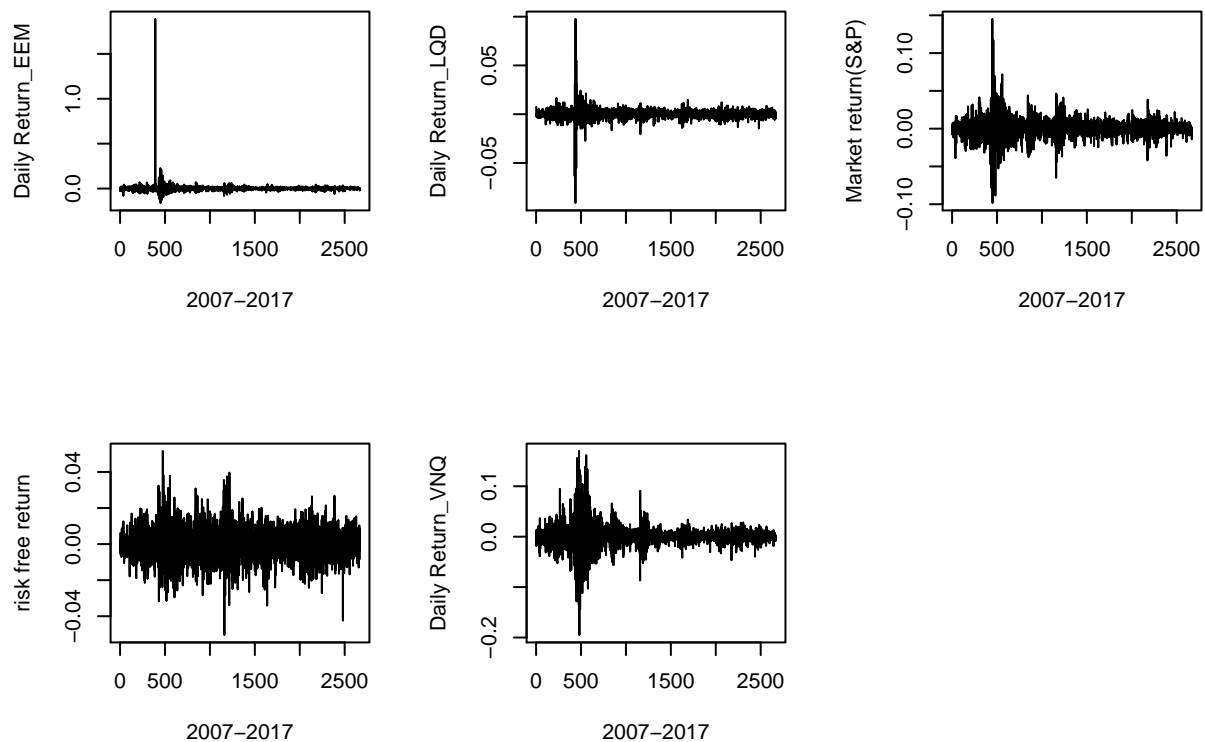 Daily Return_EEM
1.0
0.0
0 500 1500 2500
2007−2017
Daily Return_LQD
0.05
−0.05
0 500 1500 2500
2007−2017
Market return(S&P)
0.10
0.00
−0.10
0 500 1500 2500
2007−2017
risk free return
0.04
0.00
−0.04
0 500 1500 2500
2007−2017
Daily Return_VNQ
0.1
0.0
−0.2
0 500 1500 2500
2007−2017